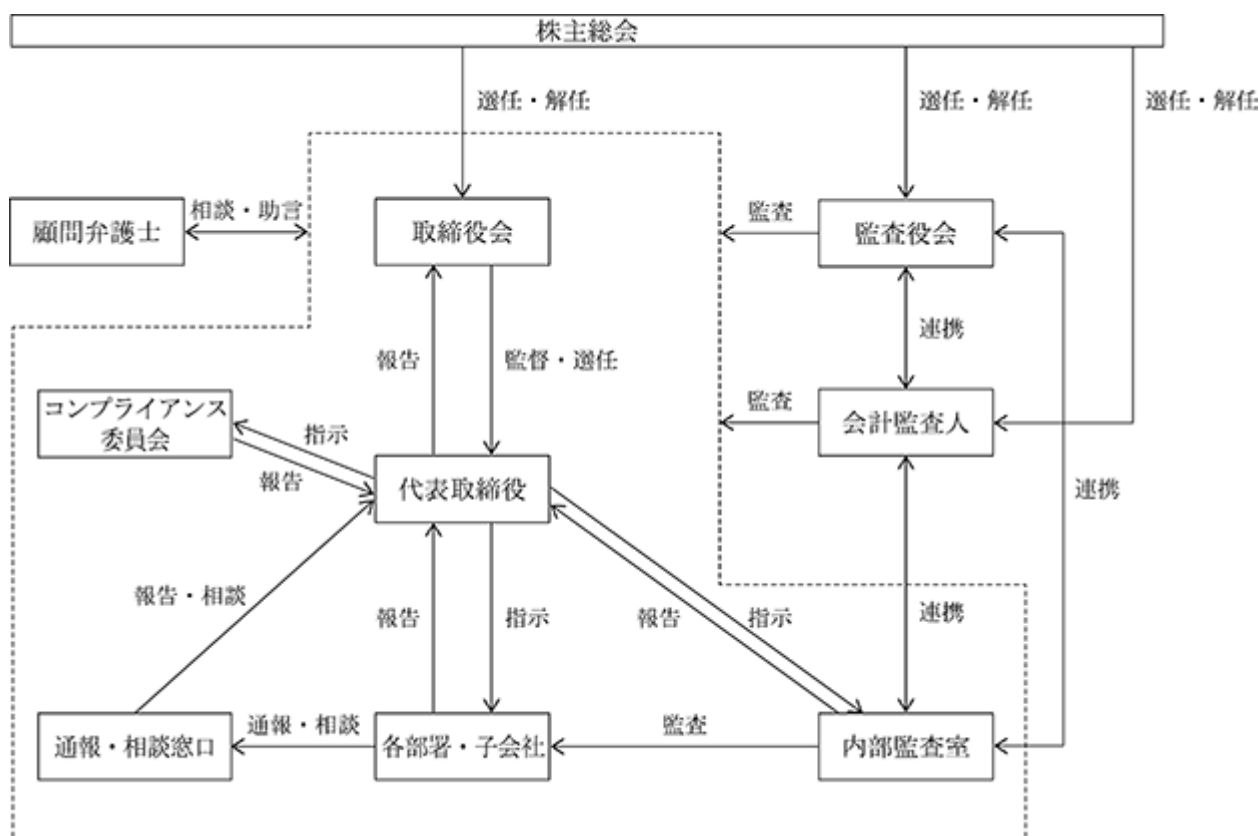 株主総会
選任・解任
選任・解任
選任・解任
顧問弁護士
相談・助言
取締役会
監査
監査役会
報告
監督・選任
連携
コンプライアンス
委員会
指示
報告
代表取締役
監査
会計監査人
連携
報告・相談
報告
指示
報告
指示
連携
通報・相談窓口
通報・相談
各部署・子会社
監査
内部監査室